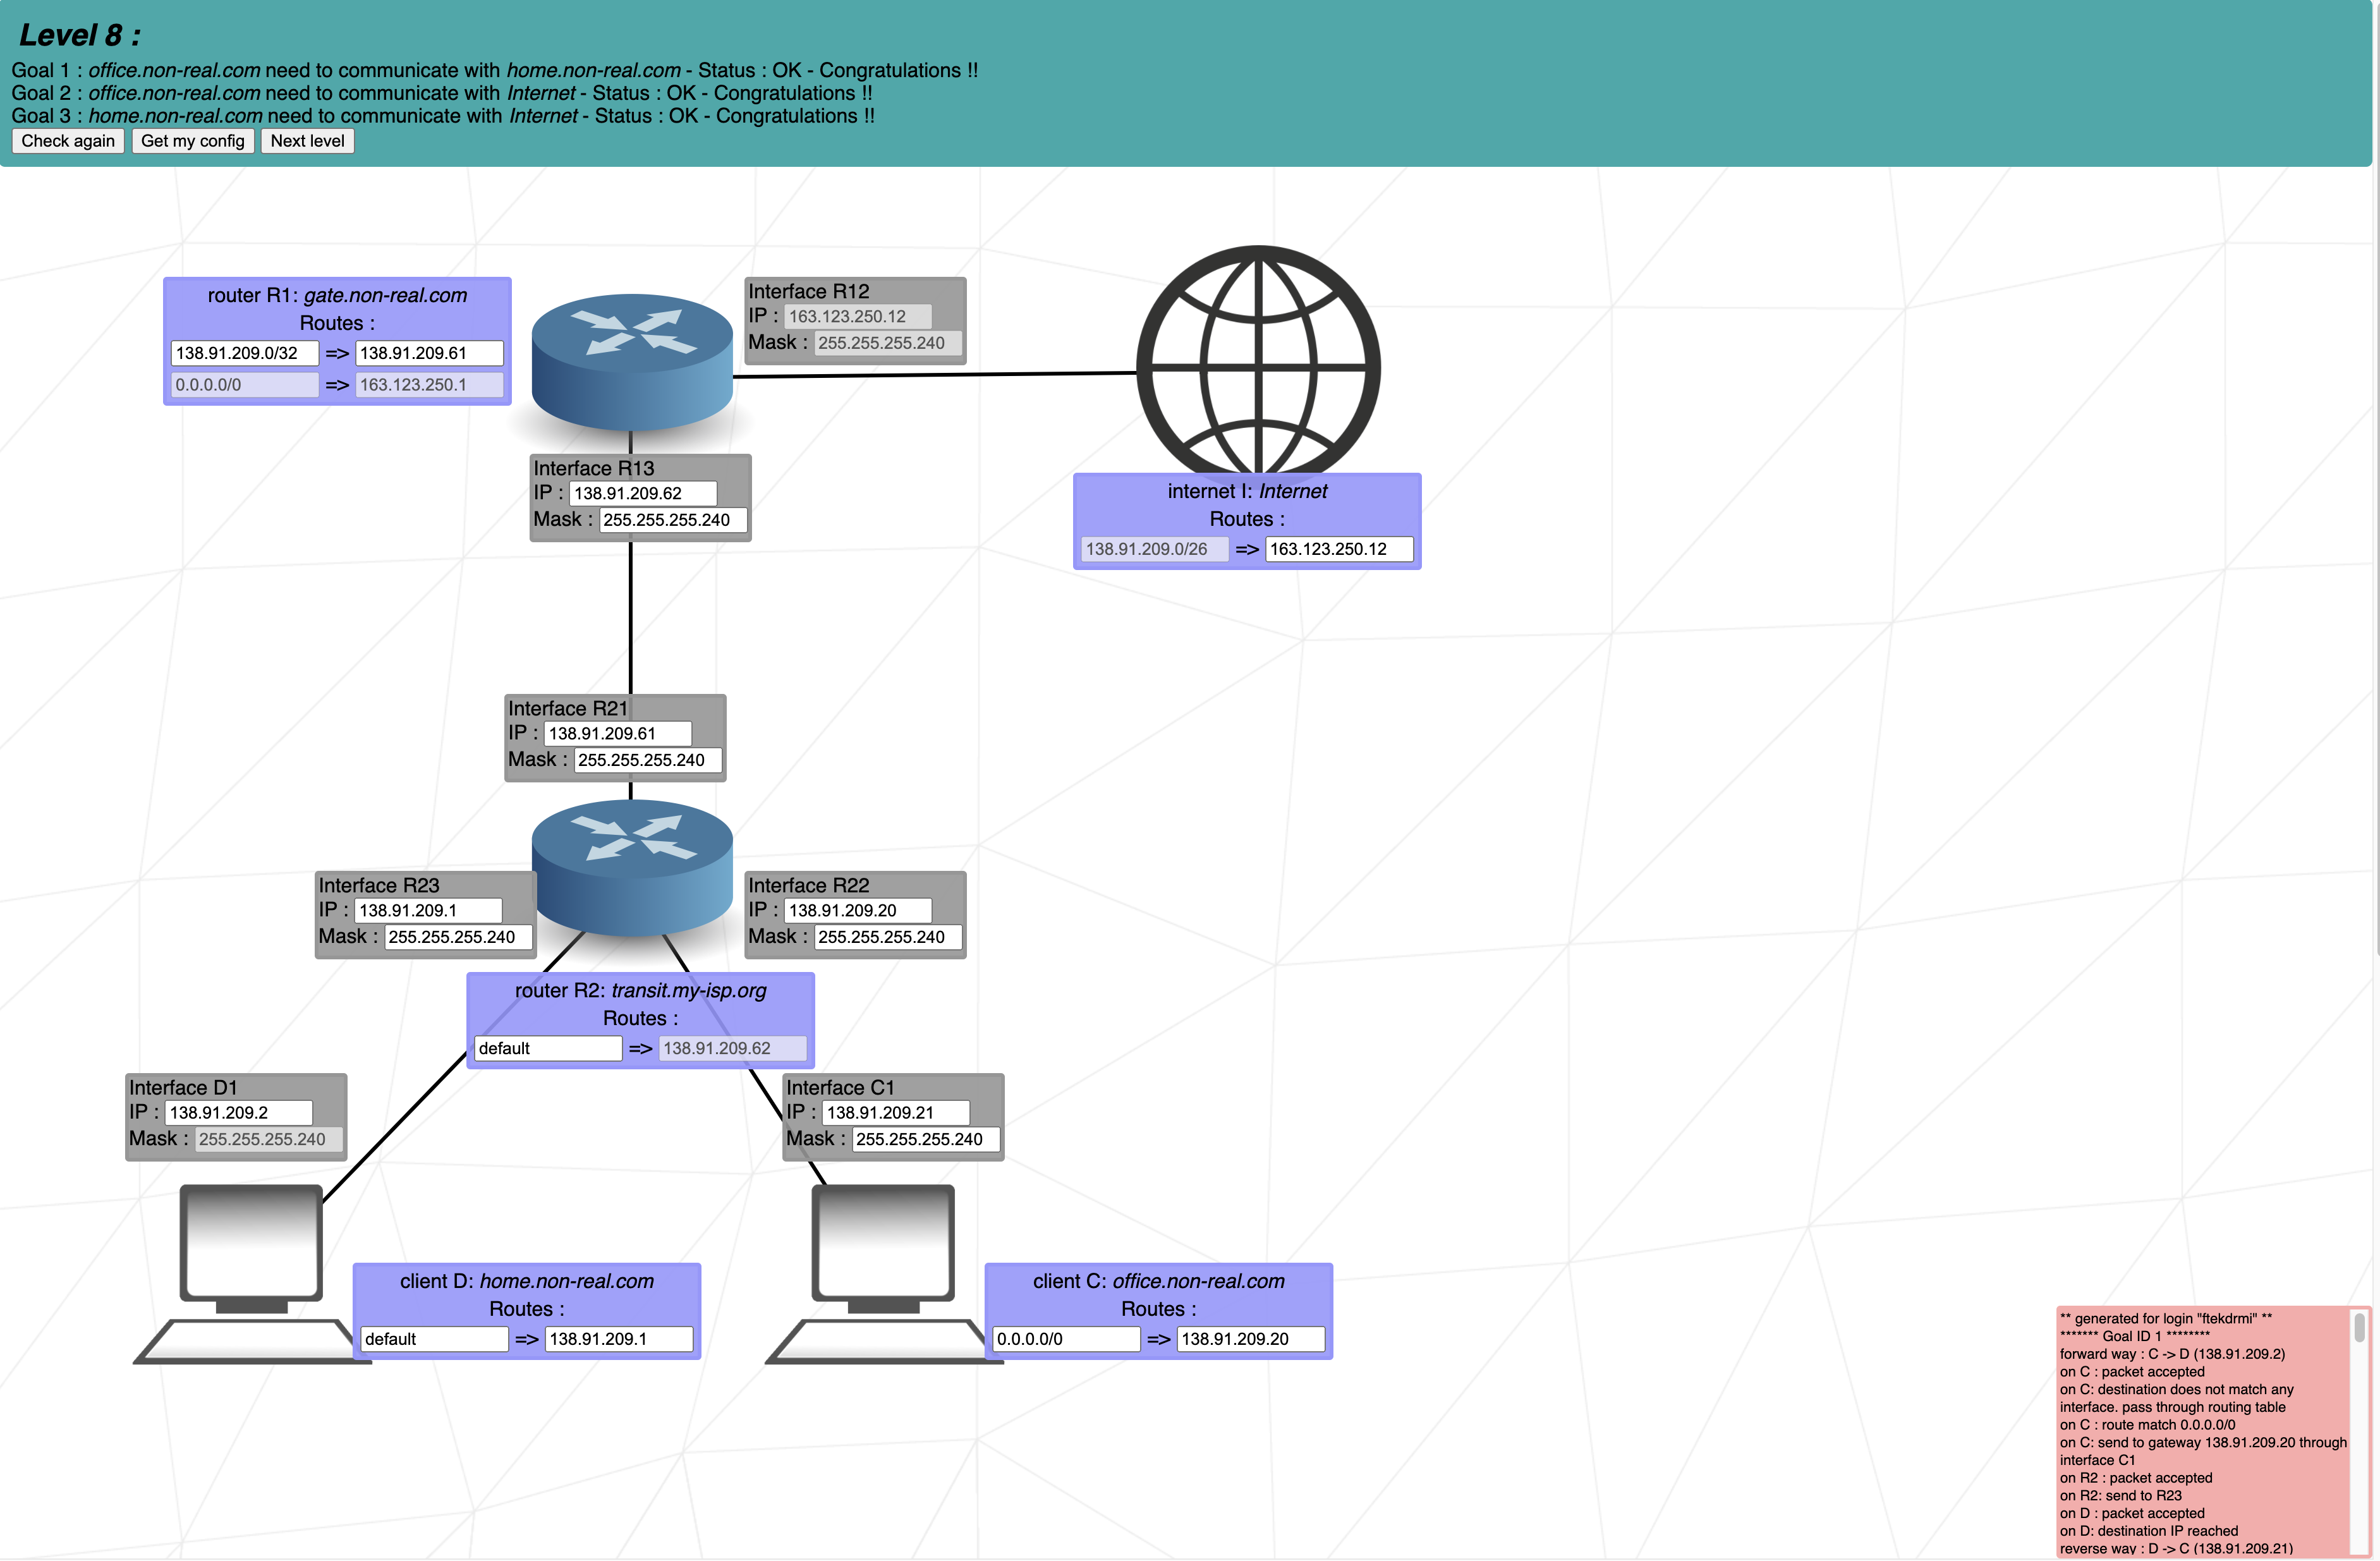 Level 8 :
Goal 1 : office.non-real.com need to communicate with home.non-real.com - Status : OK - Congratulations !!
Goal 2 : office.non-real.com need to communicate with Internet - Status : OK - Congratulations !!
Goal 3 : home.non-real.com need to communicate with Internet - Status : OK - Congratulations !!
Check again Get my config Next level
router R1: gate.non-real.com
Routes :
138.91.209.0/32 => 138.91.209.61
0.0.0.0/0 => 163.123.250.1
Interface R12
IP : 163.123.250.12
Mask : 255.255.255.240
Interface R13
IP : 138.91.209.62
Mask : 255.255.255.240
internet I: Internet
Routes :
138.91.209.0/26 => 163.123.250.12
Interface R21
IP : 138.91.209.61
Mask : 255.255.255.240
Interface R23
IP : 138.91.209.1
Mask : 255.255.255.240
Interface R22
IP : 138.91.209.20
Mask : 255.255.255.240
router R2: transit.my-isp.org
Routes :
default => 138.91.209.62
Interface D1
IP : 138.91.209.2
Mask : 255.255.255.240
Interface C1
IP : 138.91.209.21
Mask : 255.255.255.240
client D: home.non-real.com
Routes :
default => 138.91.209.1
client C: office.non-real.com
Routes :
0.0.0.0/0 => 138.91.209.20
** generated for login "ftekdrmi" **
******* Goal ID 1 ********
forward way : C -> D (138.91.209.2)
on C : packet accepted
on C: destination does not match any
interface. pass through routing table
on C : route match 0.0.0.0/0
on C: send to gateway 138.91.209.20 through
interface C1
on R2 : packet accepted
on R2: send to R23
on D : packet accepted
on D: destination IP reached
reverse way : D -> C (138.91.209.21)